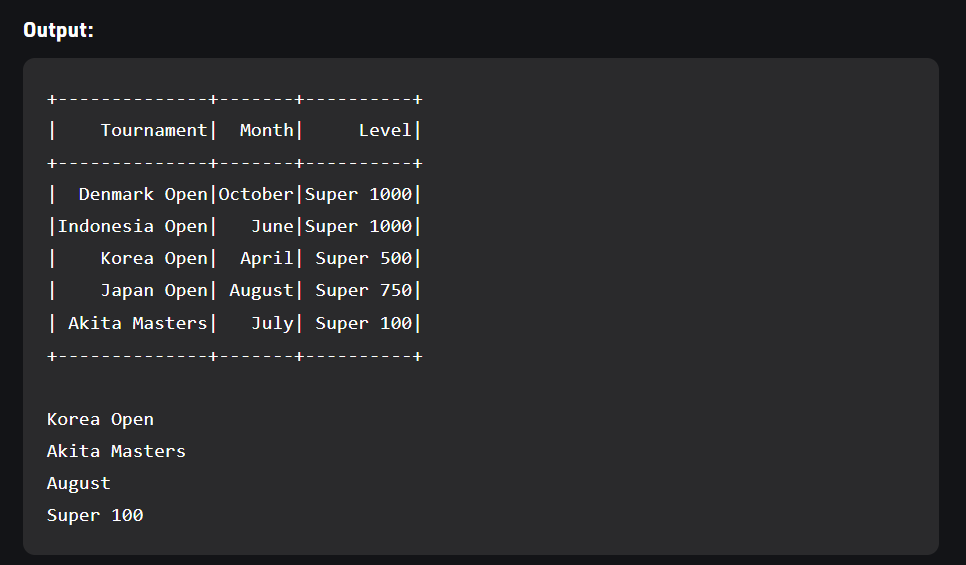 Output:
+--------------+-------+----------+
|    Tournament|  Month|     Level|
+--------------+-------+----------+
|  Denmark Open|October|Super 1000|
|Indonesia Open|   June|Super 1000|
|    Korea Open|  April| Super 500|
|    Japan Open| August| Super 750|
| Akita Masters|   July| Super 100|
+--------------+-------+----------+
Korea Open
Akita Masters
August
Super 100